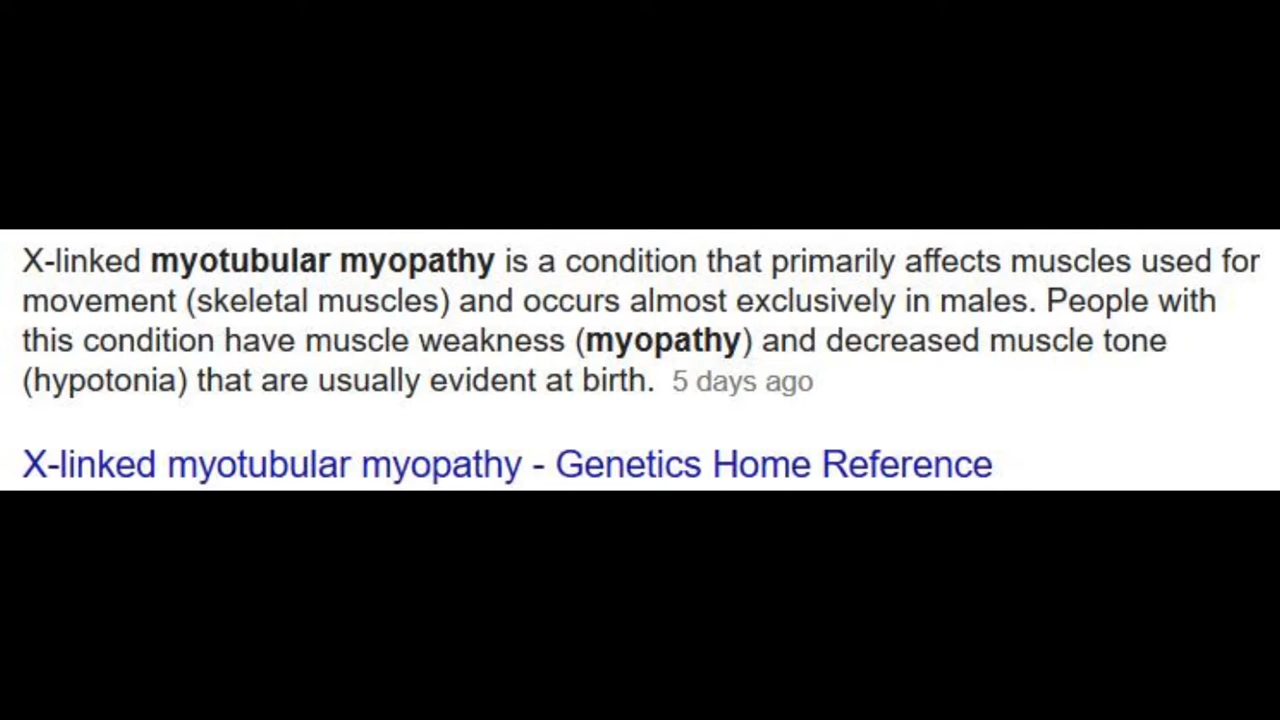 X-linked myotubular myopathy is a condition that primarily affects muscles used for
movement (skeletal muscles) and occurs almost exclusively in males. People with
this condition have muscle weakness (myopathy) and decreased muscle tone
(hypotonia) that are usually evident at birth. 5 days ago
X-linked myotubular myopathy - Genetics Home Reference